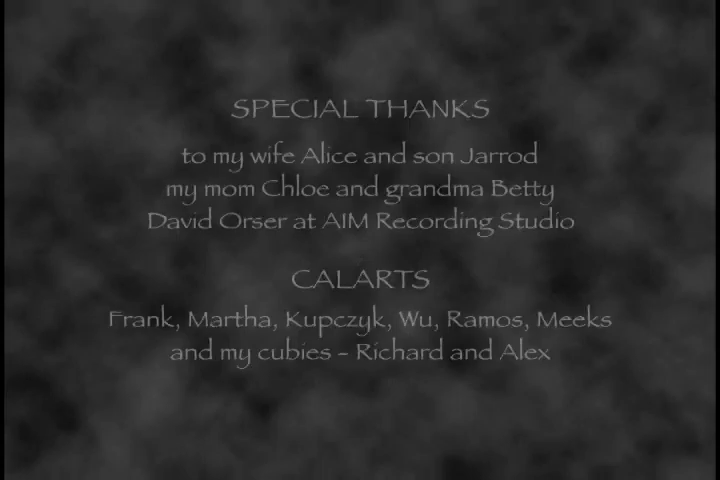 SPECIAL THANKS
to my wife Alice and son Jarrod
my mom Chloe and grandma Betty
David Orser at AIM Recording Studio
CALARTS
Frank, Martha, Kupczyk, Wu, Ramos, Meeks
and my cubies - Richard and Alex